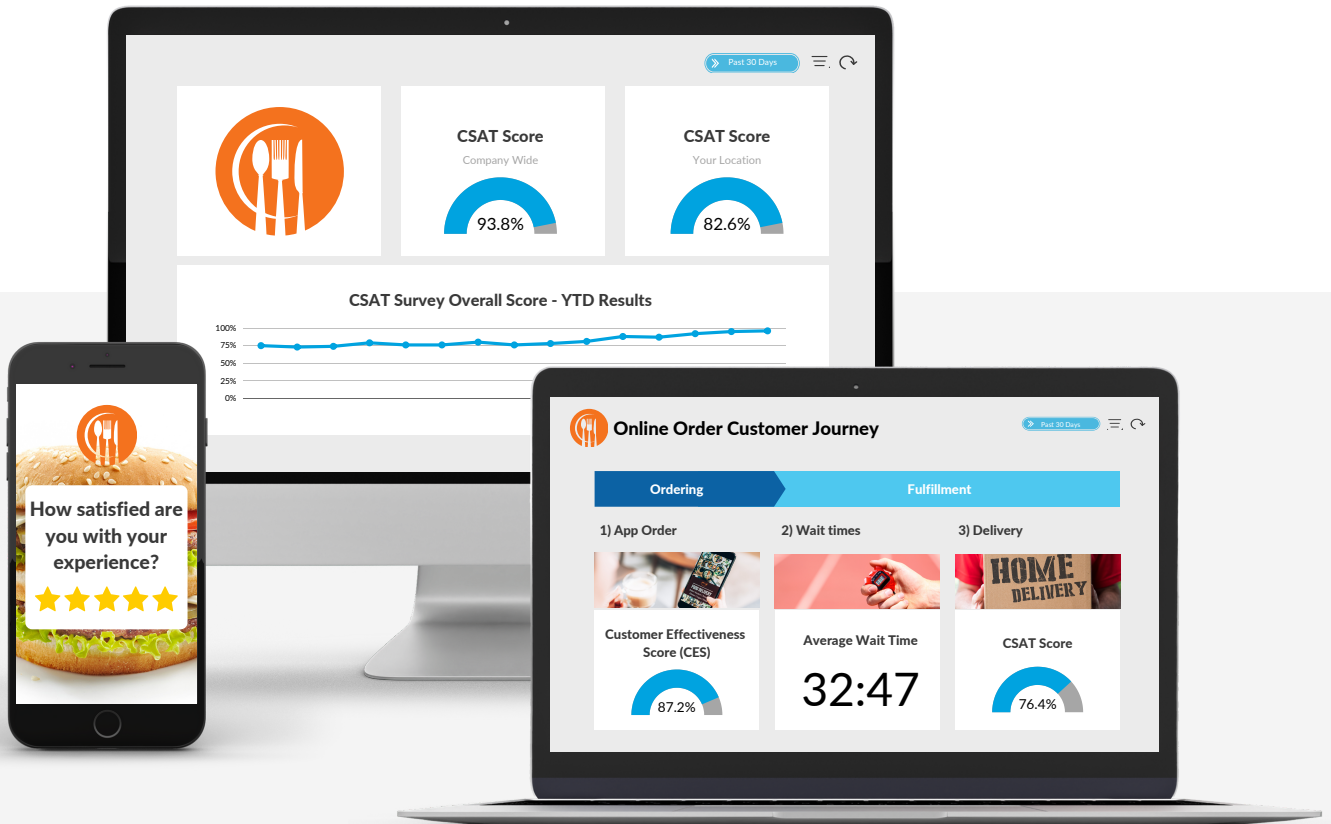 Past 30 Days
CSAT Score
Company Wide
93.8%
CSAT Score
Your Location
82.6%
CSAT Survey Overall Score - YTD Results
100%
75%
50%
25%
0%
How satisfied are
you with your
experience?
Online Order Customer Journey
Past 30 Days
Ordering
Fulfillment
1) App Order
2) Wait times
3) Delivery
HOME
DELIVERY
Customer Effectiveness
Score (CES)
87.2%
Average Wait Time
32:47
CSAT Score
76.4%